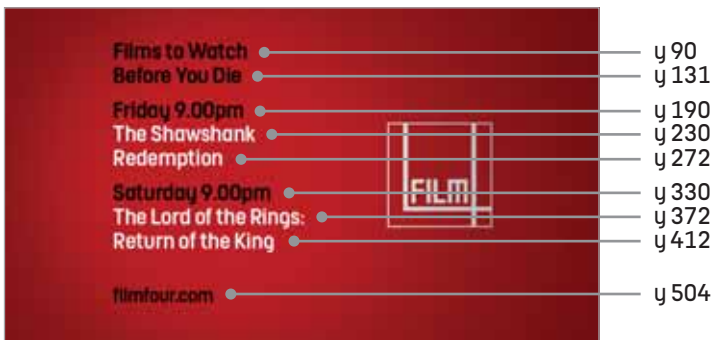 Films to Watch y 90
Before You Die y 131
Friday 9.00pm y 190
The Shawshank y 230
Redemption y 272
FILM
Saturday 9.00pm y 330
The Lord of the Rings: y 372
Return of the King y 412
filmfour.com y 504